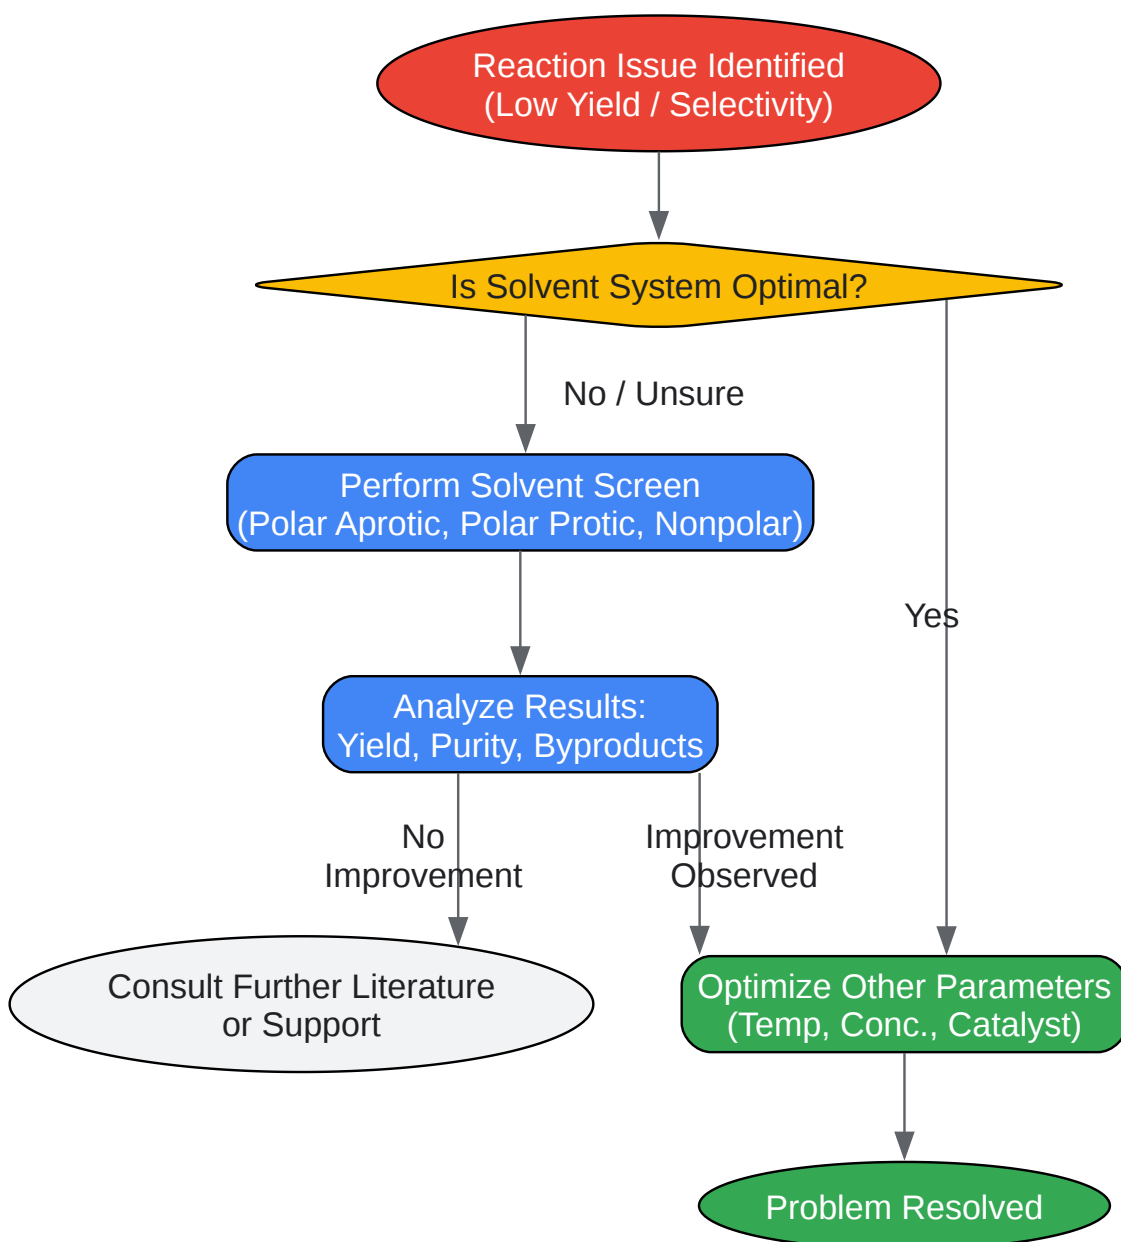 Reaction Issue Identified
(Low Yield / Selectivity)
Is Solvent System Optimal?
No / Unsure
Perform Solvent Screen
(Polar Aprotic, Polar Protic, Nonpolar)
Yes
Analyze Results:
Yield, Purity, Byproducts
No
Improvement
Improvement
Observed
Consult Further Literature
or Support
Optimize Other Parameters
(Temp, Conc., Catalyst)
Problem Resolved